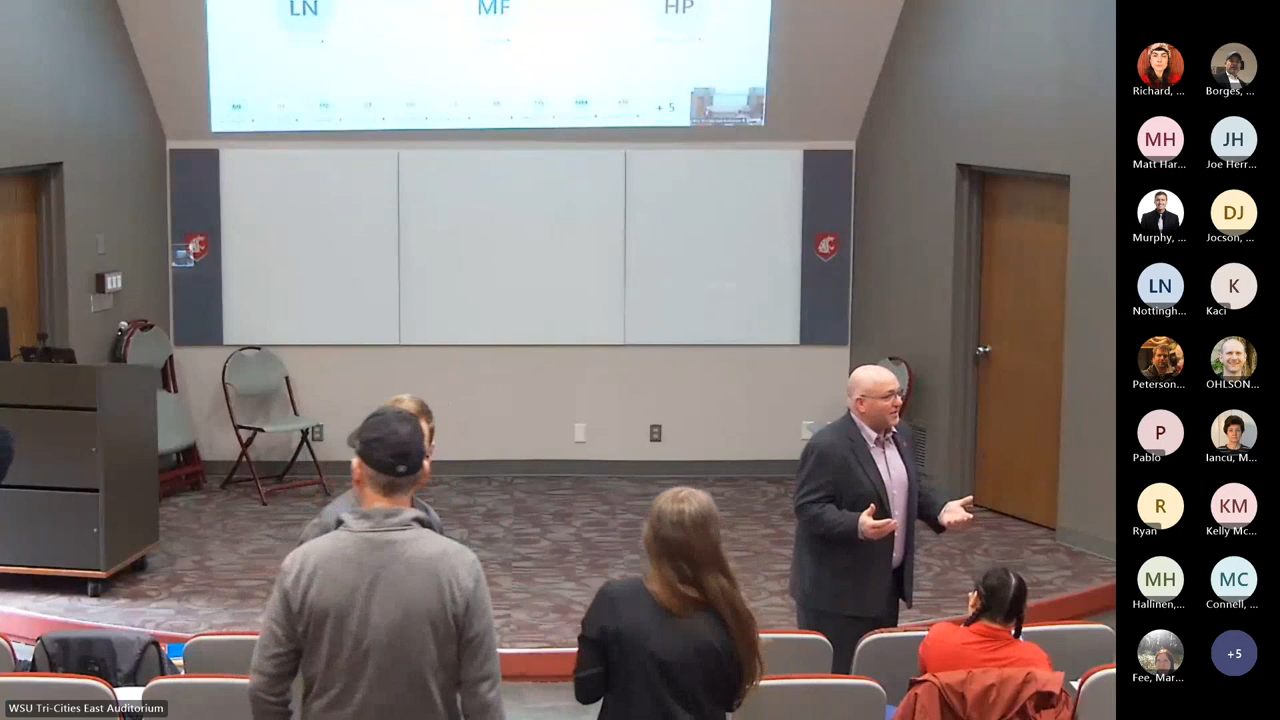 LN
MF
HP
+ 5
Richard, ...
Borges, ...
MH
JH
Matt Har...
Joe Herr...
DJ
Murphy, ...
Jocson, ...
LN
K
Nottingh...
Kaci
Peterson...
OHLSON...
P
Pablo
Iancu, M...
R
KM
Ryan
Kelly Mc...
MH
MC
Hallinen,...
Connell, ...
+5
Fee, Mar...
WSU Tri-Cities East Auditorium